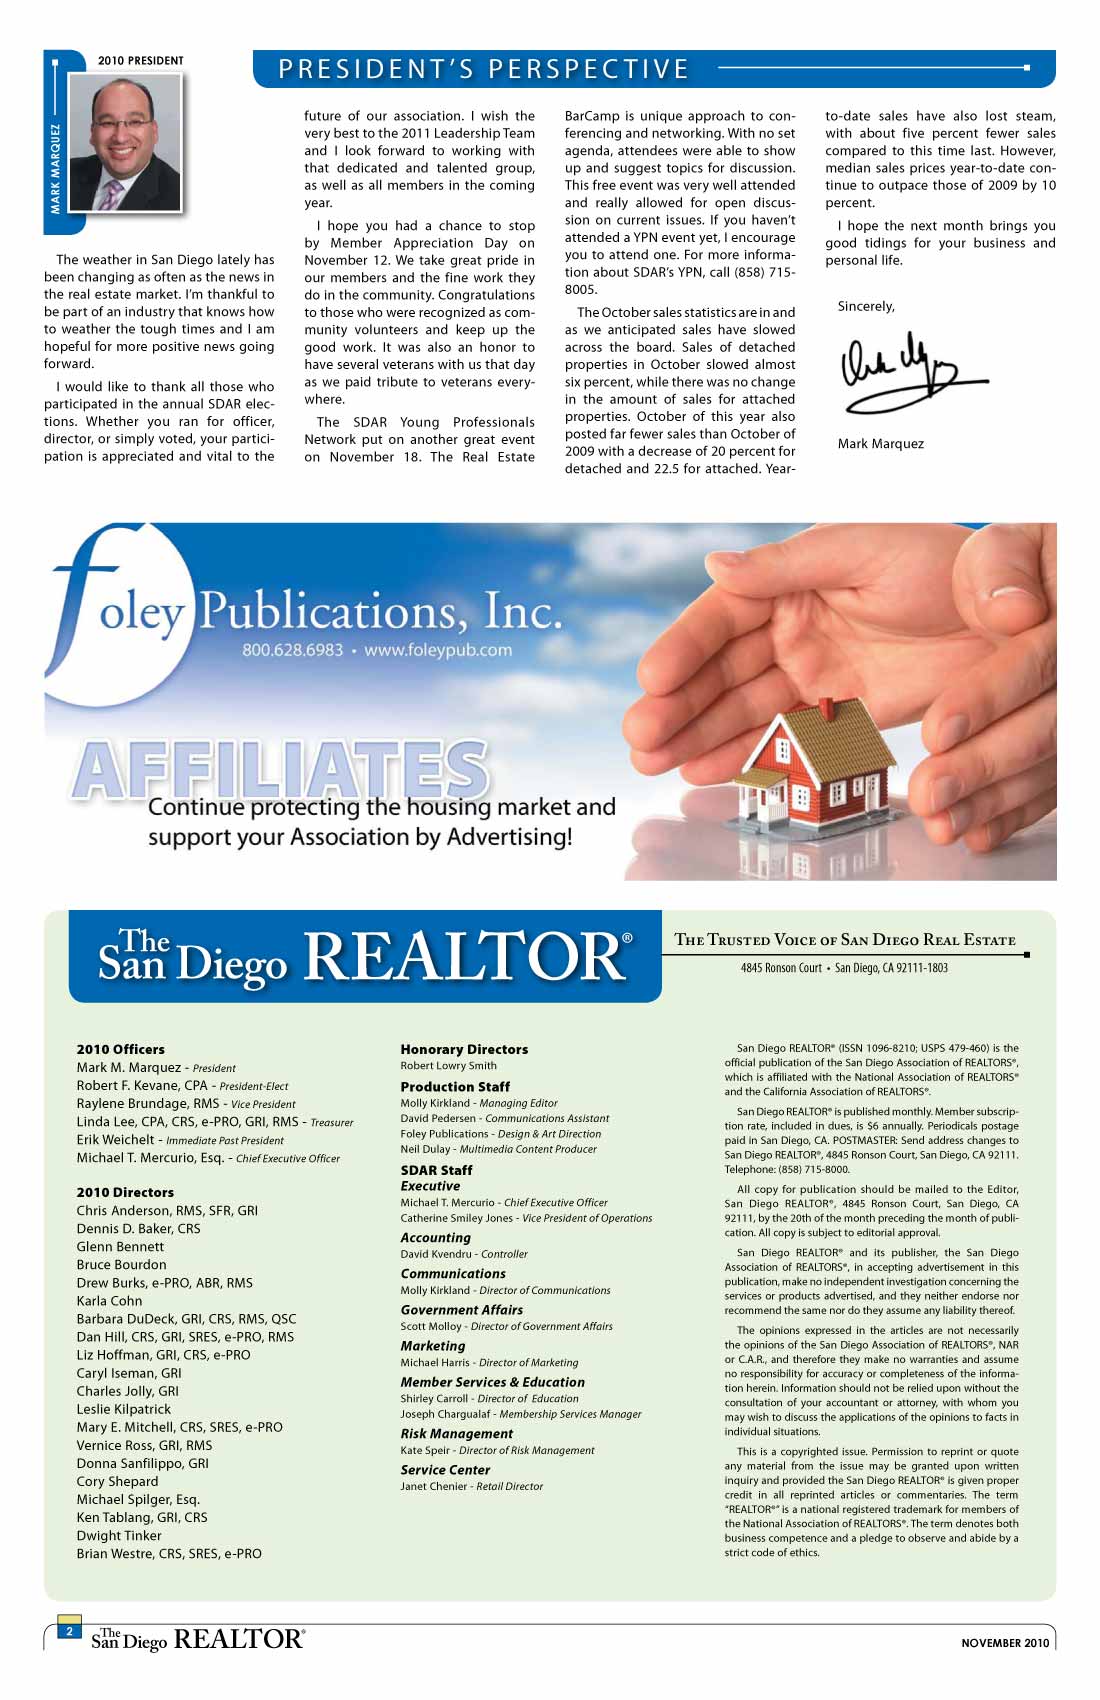 2010 PRESIDENT
MARK MARQUEZ
PRESIDENT'S PERSPECTIVE
The weather in San Diego lately has
been changing as often as the news in
the real estate market. I'm thankful to
be part of an industry that knows how
to weather the tough times and I am
hopeful for more positive news going
forward.
I would like to thank all those who
participated in the annual SDAR elec-
tions. Whether you ran for officer,
director, or simply voted, your partici-
pation is appreciated and vital to the
future of our association. I wish the
very best to the 2011 Leadership Team
and I look forward to working with
that dedicated and talented group,
as well as all members in the coming
year.
I hope you had a chance to stop
by Member Appreciation Day on
November 12. We take great pride in
our members and the fine work they
do in the community. Congratulations
to those who were recognized as com-
munity volunteers and keep up the
good work. It was also an honor to
have several veterans with us that day
as we paid tribute to veterans every-
where.
The SDAR Young Professionals
Network put on another great event
on November 18. The Real Estate
BarCamp is unique approach to con-
ferencing and networking. With no set
agenda, attendees were able to show
up and suggest topics for discussion.
This free event was very well attended
and really allowed for open discus-
sion on current issues. If you haven't
attended a YPN event yet, I encourage
you to attend one. For more informa-
tion about SDAR's YPN, call (858) 715-
8005.
The October sales statistics are in and
as we anticipated sales have slowed
across the board. Sales of detached
properties in October slowed almost
six percent, while there was no change
in the amount of sales for attached
properties. October of this year also
posted far fewer sales than October of
2009 with a decrease of 20 percent for
detached and 22.5 for attached. Year-
to-date sales have also lost steam,
with about five percent fewer sales
compared to this time last. However,
median sales prices year-to-date con-
tinue to outpace those of 2009 by 10
percent.
I hope the next month brings you
good tidings for your business and
personal life.
Sincerely,
Mark Marquez
foley Publications, Inc.
800.628.6983 • www.foleypub.com
AFFILIATES
Continue protecting the housing market and
support your Association by Advertising!
The San Diego REALTOR®
THE TRUSTED VOICE OF SAN DIEGO REAL ESTATE
4845 Ronson Court • San Diego, CA 92111-1803
2010 Officers
Mark M. Marquez - President
Robert F. Kevane, CPA - President-Elect
Raylene Brundage, RMS - Vice President
Linda Lee, CPA, CRS, e-PRO, GRI, RMS - Treasurer
Erik Weichelt - Immediate Past President
Michael T. Mercurio, Esq. - Chief Executive Officer
2010 Directors
Chris Anderson, RMS, SFR, GRI
Dennis D. Baker, CRS
Glenn Bennett
Bruce Bourdon
Drew Burks, e-PRO, ABR, RMS
Karla Cohn
Barbara DuDeck, GRI, CRS, RMS, QSC
Dan Hill, CRS, GRI, SRES, e-PRO, RMS
Liz Hoffman, GRI, CRS, e-PRO
Caryl Iseman, GRI
Charles Jolly, GRI
Leslie Kilpatrick
Mary E. Mitchell, CRS, SRES, e-PRO
Vernice Ross, GRI, RMS
Donna Sanfilippo, GRI
Cory Shepard
Michael Spilger, Esq.
Ken Tablang, GRI, CRS
Dwight Tinker
Brian Westre, CRS, SRES, e-PRO
Honorary Directors
Robert Lowry Smith
Production Staff
Molly Kirkland - Managing Editor
David Pedersen - Communications Assistant
Foley Publications - Design & Art Direction
Neil Dulay - Multimedia Content Producer
SDAR Staff
Executive
Michael T. Mercurio - Chief Executive Officer
Catherine Smiley Jones - Vice President of Operations
Accounting
David Kvendru - Controller
Communications
Molly Kirkland - Director of Communications
Government Affairs
Scott Molloy - Director of Government Affairs
Marketing
Michael Harris - Director of Marketing
Member Services & Education
Shirley Carroll - Director of Education
Joseph Chargualaf - Membership Services Manager
Risk Management
Kate Speir - Director of Risk Management
Service Center
Janet Chenier - Retail Director
San Diego REALTOR® (ISSN 1096-8210; USPS 479-460) is the
official publication of the San Diego Association of REALTORS®,
which is affiliated with the National Association of REALTORS®
and the California Association of REALTORS®.
San Diego REALTOR® is published monthly. Member subscrip-
tion rate, included in dues, is $6 annually. Periodicals postage
paid in San Diego, CA. POSTMASTER: Send address changes to
San Diego REALTOR®, 4845 Ronson Court, San Diego, CA 92111.
Telephone: (858) 715-8000.
All copy for publication should be mailed to the Editor,
San Diego REALTOR®, 4845 Ronson Court, San Diego, CA
92111, by the 20th of the month preceding the month of publi-
cation. All copy is subject to editorial approval.
San Diego REALTOR® and its publisher, the San Diego
Association of REALTORS®, in accepting advertisement in this
publication, make no independent investigation concerning the
services or products advertised, and they neither endorse nor
recommend the same nor do they assume any liability thereof.
The opinions expressed in the articles are not necessarily
the opinions of the San Diego Association of REALTORS®, NAR
or C.A.R., and therefore they make no warranties and assume
no responsibility for accuracy or completeness of the informa-
tion herein. Information should not be relied upon without the
consultation of your accountant or attorney, with whom you
may wish to discuss the applications of the opinions to facts in
individual situations.
This is a copyrighted issue. Permission to reprint or quote
any material from the issue may be granted upon written
inquiry and provided the San Diego REALTOR® is given proper
credit in all reprinted articles or commentaries. The term
"REALTOR®" is a national registered trademark for members of
the National Association of REALTORS®. The term denotes both
business competence and a pledge to observe and abide by a
strict code of ethics.
2
The San Diego REALTOR®
NOVEMBER 2010